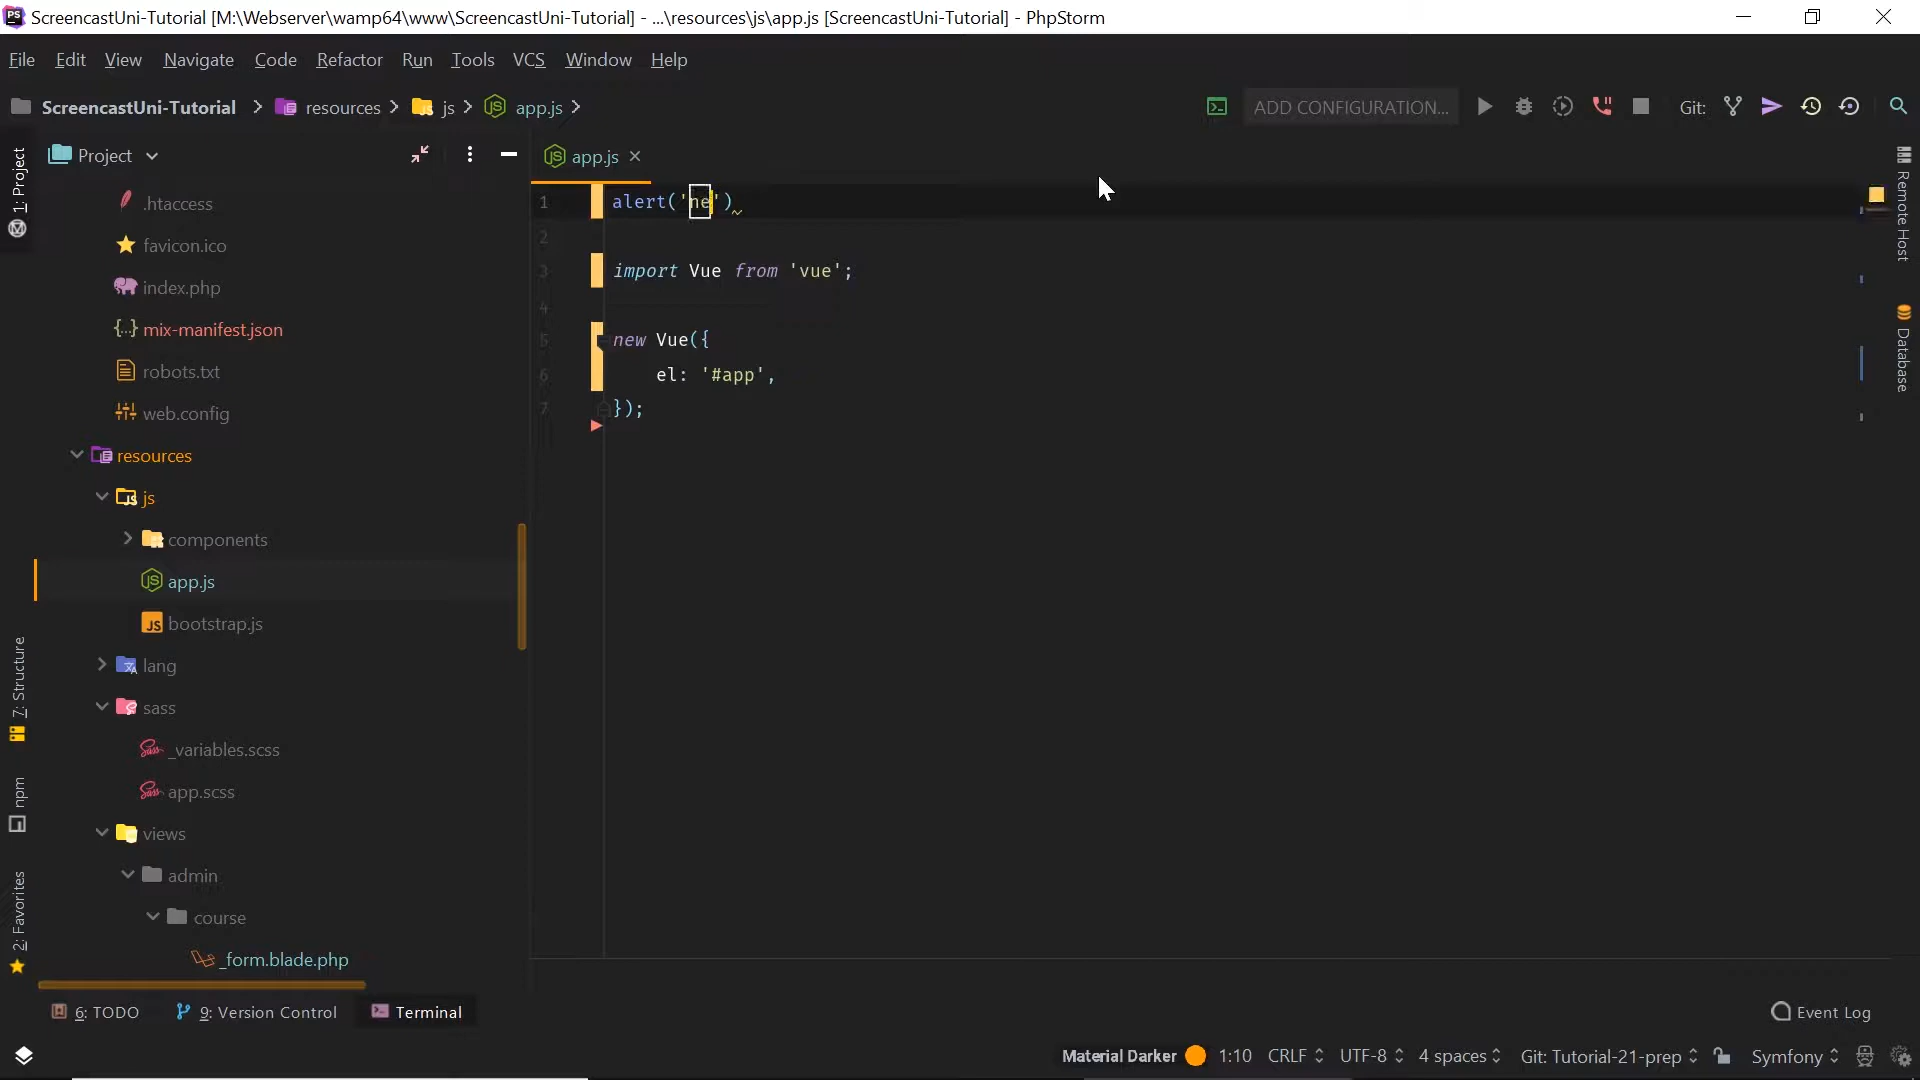 PS ScreencastUni-Tutorial [M:\Webserver\wamp64\www\ScreencastUni-Tutorial] - ...\resources\js\app.js [ScreencastUni-Tutorial] - PhpStorm
File Edit View Navigate Code Refactor Run Tools VCS Window Help
ScreencastUni-Tutorial resources js app.js ADD CONFIGURATION... Git:
1: Project
7: Structure
npm
2: Favorites
Project
.htaccess
favicon.ico
index.php
mix-manifest.json
robots.txt
web.config
resources
js
components
app.js
bootstrap.js
lang
sass
_variables.scss
app.scss
views
admin
course
_form.blade.php
app.js
1 alert('ne')
2
3 import Vue from 'vue';
4
5 new Vue({
6 el: '#app',
7 });
Remote Host
Database
6: TODO 9: Version Control Terminal Event Log
Material Darker 1:10 CRLF UTF-8 4 spaces Git: Tutorial-21-prep Symfony